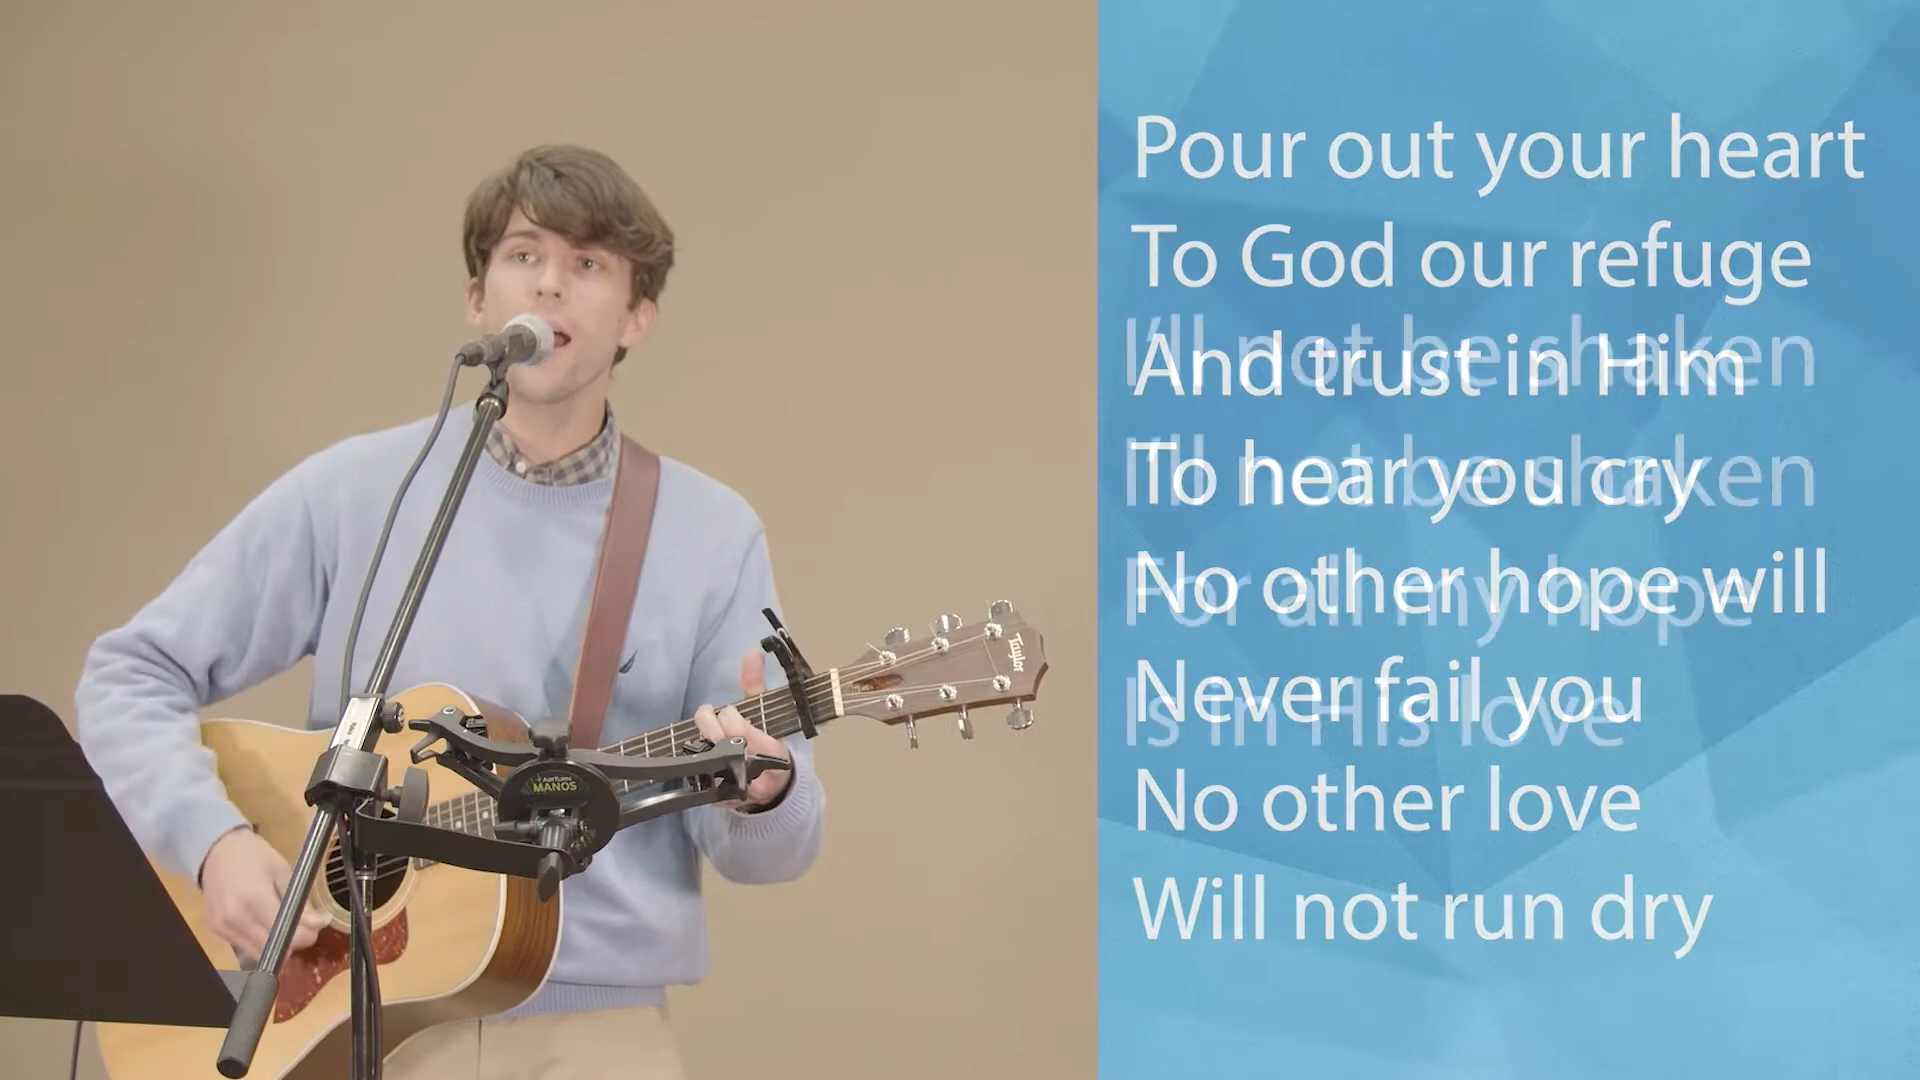 Pour out your heart
To God our refuge
And trust in Him
To hear you cry
No other hope will
Never fail you
No other love
Will not run dry
I'll not be shaken
I'll not be shaken
For all my hope
Is in His love
Taylor
AirTurn
MANOS